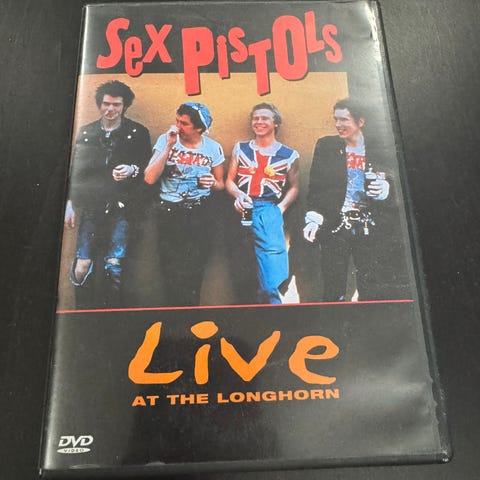 Sex PisTOLs
Live
AT THE LONGHORN
DVD
VIDEO